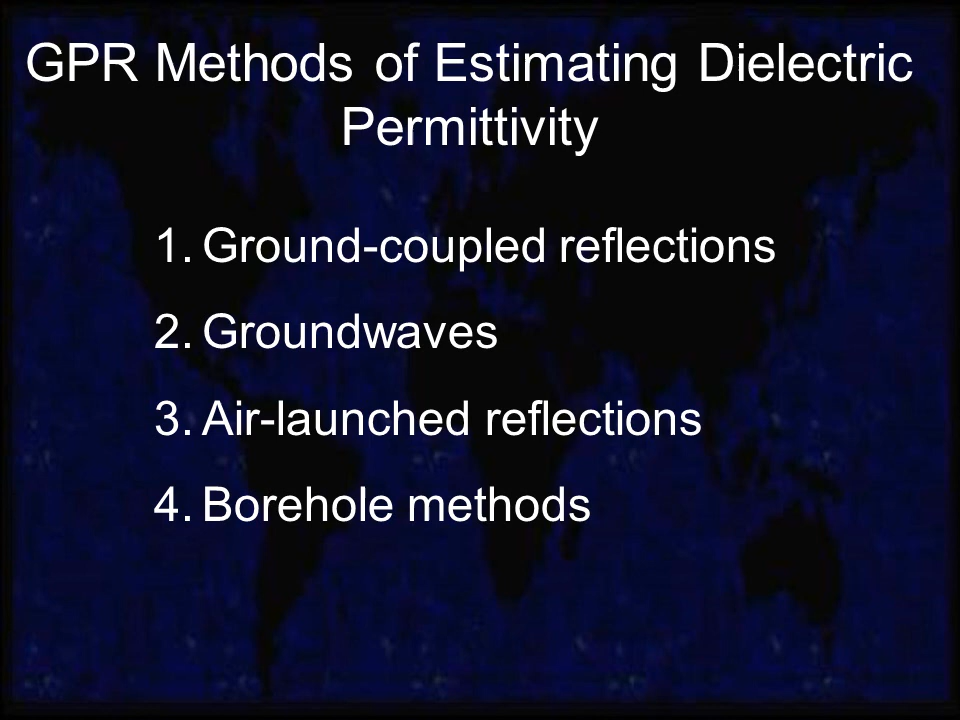 GPR Methods of Estimating Dielectric
Permittivity
1. Ground-coupled reflections
2. Groundwaves
3. Air-launched reflections
4. Borehole methods